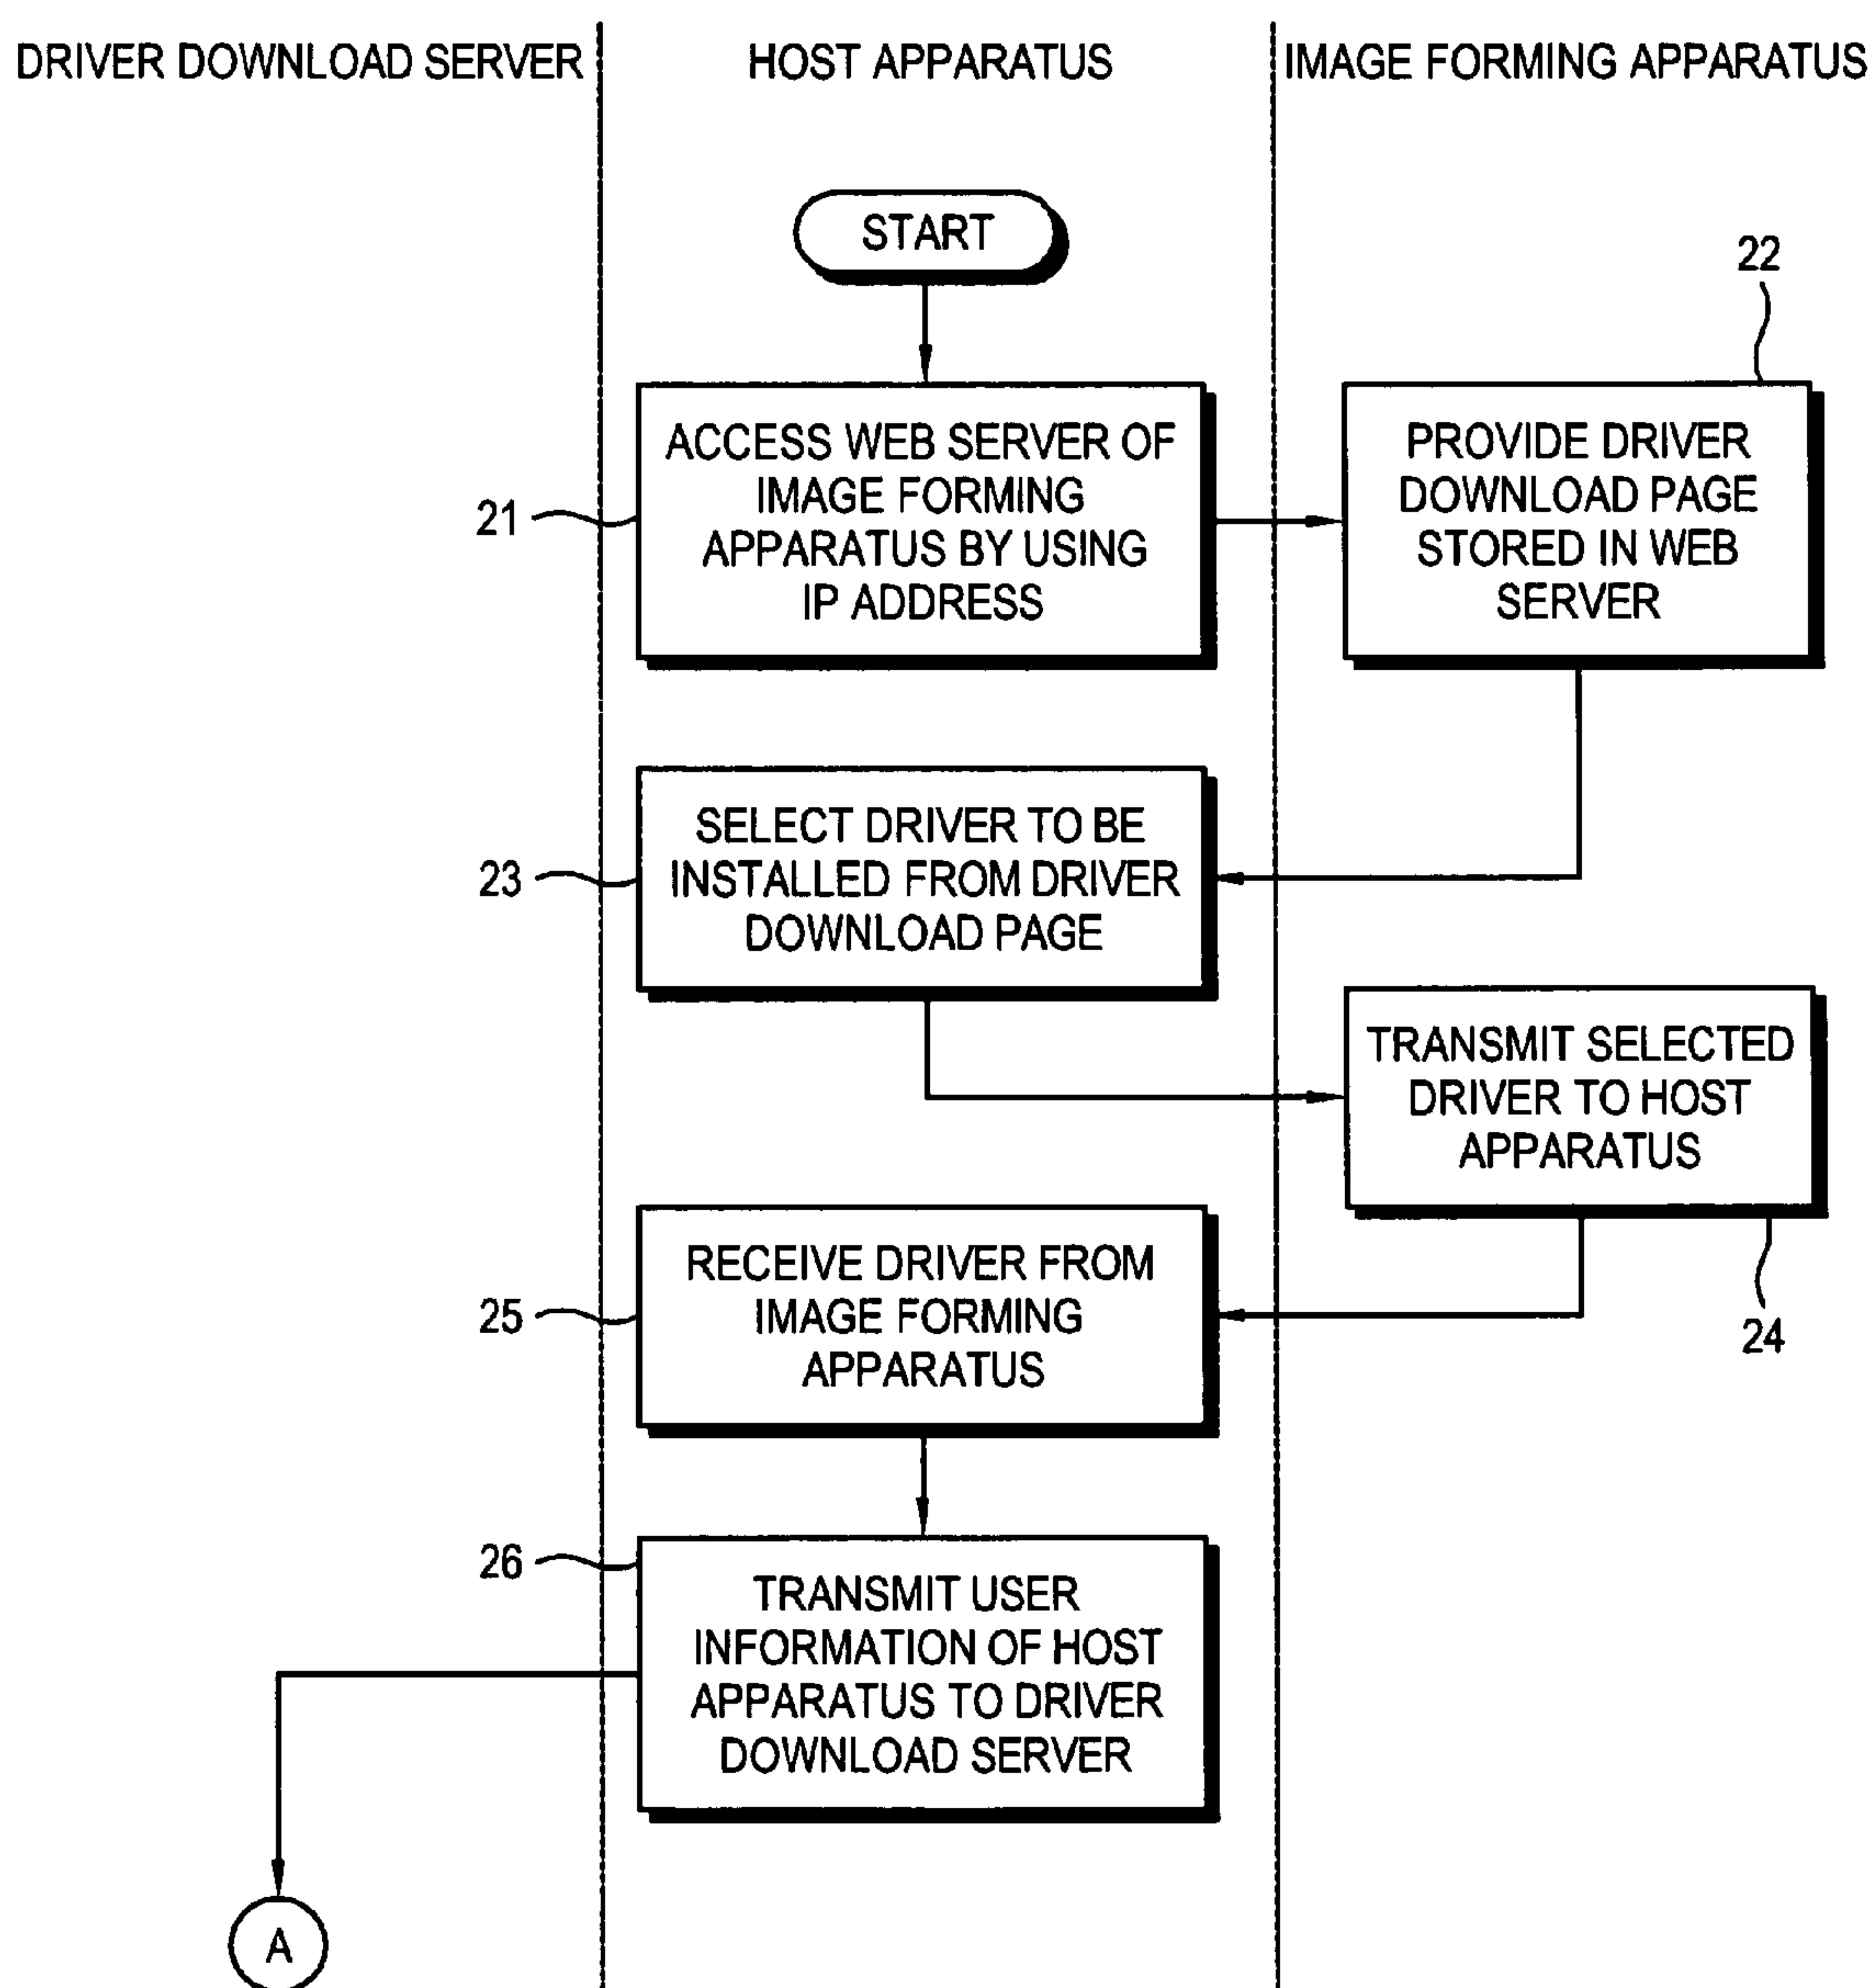 DRIVER DOWNLOAD SERVER
HOST APPARATUS
IMAGE FORMING APPARATUS
START
22
21
ACCESS WEB SERVER OF
IMAGE FORMING
APPARATUS BY USING
IP ADDRESS
PROVIDE DRIVER
DOWNLOAD PAGE
STORED IN WEB
SERVER
23
SELECT DRIVER TO BE
INSTALLED FROM DRIVER
DOWNLOAD PAGE
TRANSMIT SELECTED
DRIVER TO HOST
APPARATUS
24
25
RECEIVE DRIVER FROM
IMAGE FORMING
APPARATUS
26
TRANSMIT USER
INFORMATION OF HOST
APPARATUS TO DRIVER
DOWNLOAD SERVER
A